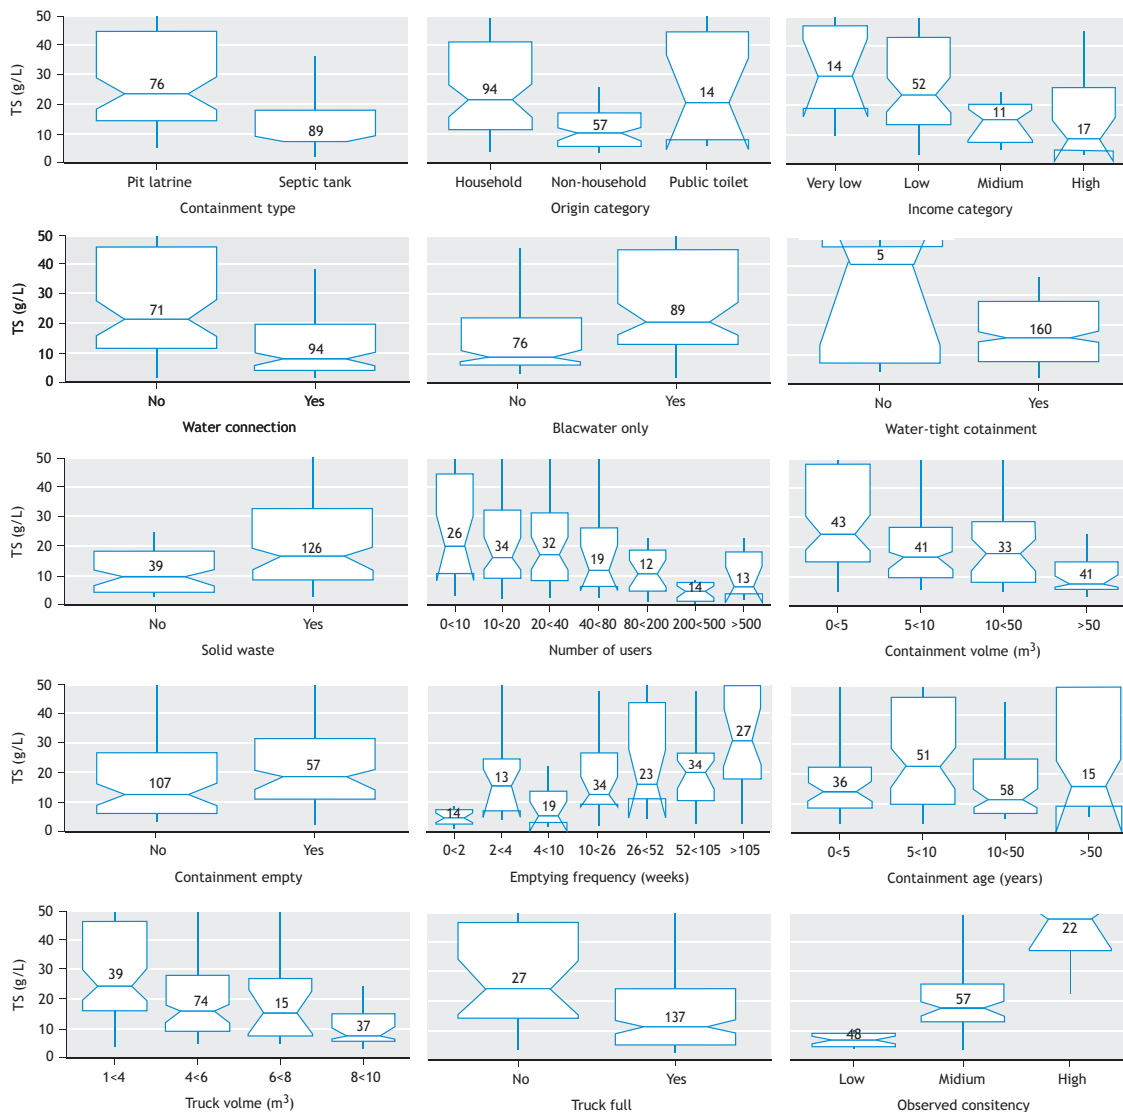 50
40
30
20
10
0
TS (g/L)
76
89
Pit latrine
Septic tank
Containment type
94
57
14
Household
Non-household
Public toilet
Origin category
14
52
11
17
Very low
Low
Midium
High
Income category
50
40
30
20
10
0
TS (g/L)
71
94
No
Yes
Water connection
76
89
No
Yes
Blacwater only
5
160
No
Yes
Water-tight cotainment
50
40
30
20
10
0
TS (g/L)
39
126
No
Yes
Solid waste
26
34
32
19
12
14
13
0<10
10<20
20<40
40<80
80<200
200<500
>500
Number of users
43
41
33
41
0<5
5<10
10<50
>50
Containment volme (m³)
50
40
30
20
10
0
TS (g/L)
107
57
No
Yes
Containment empty
14
13
19
34
23
34
27
0<2
2<4
4<10
10<26
26<52
52<105
>105
Emptying frequency (weeks)
36
51
58
15
0<5
5<10
10<50
>50
Containment age (years)
50
40
30
20
10
0
TS (g/L)
39
74
15
37
1<4
4<6
6<8
8<10
Truck volme (m³)
27
137
No
Yes
Truck full
48
57
22
Low
Midium
High
Observed consitency